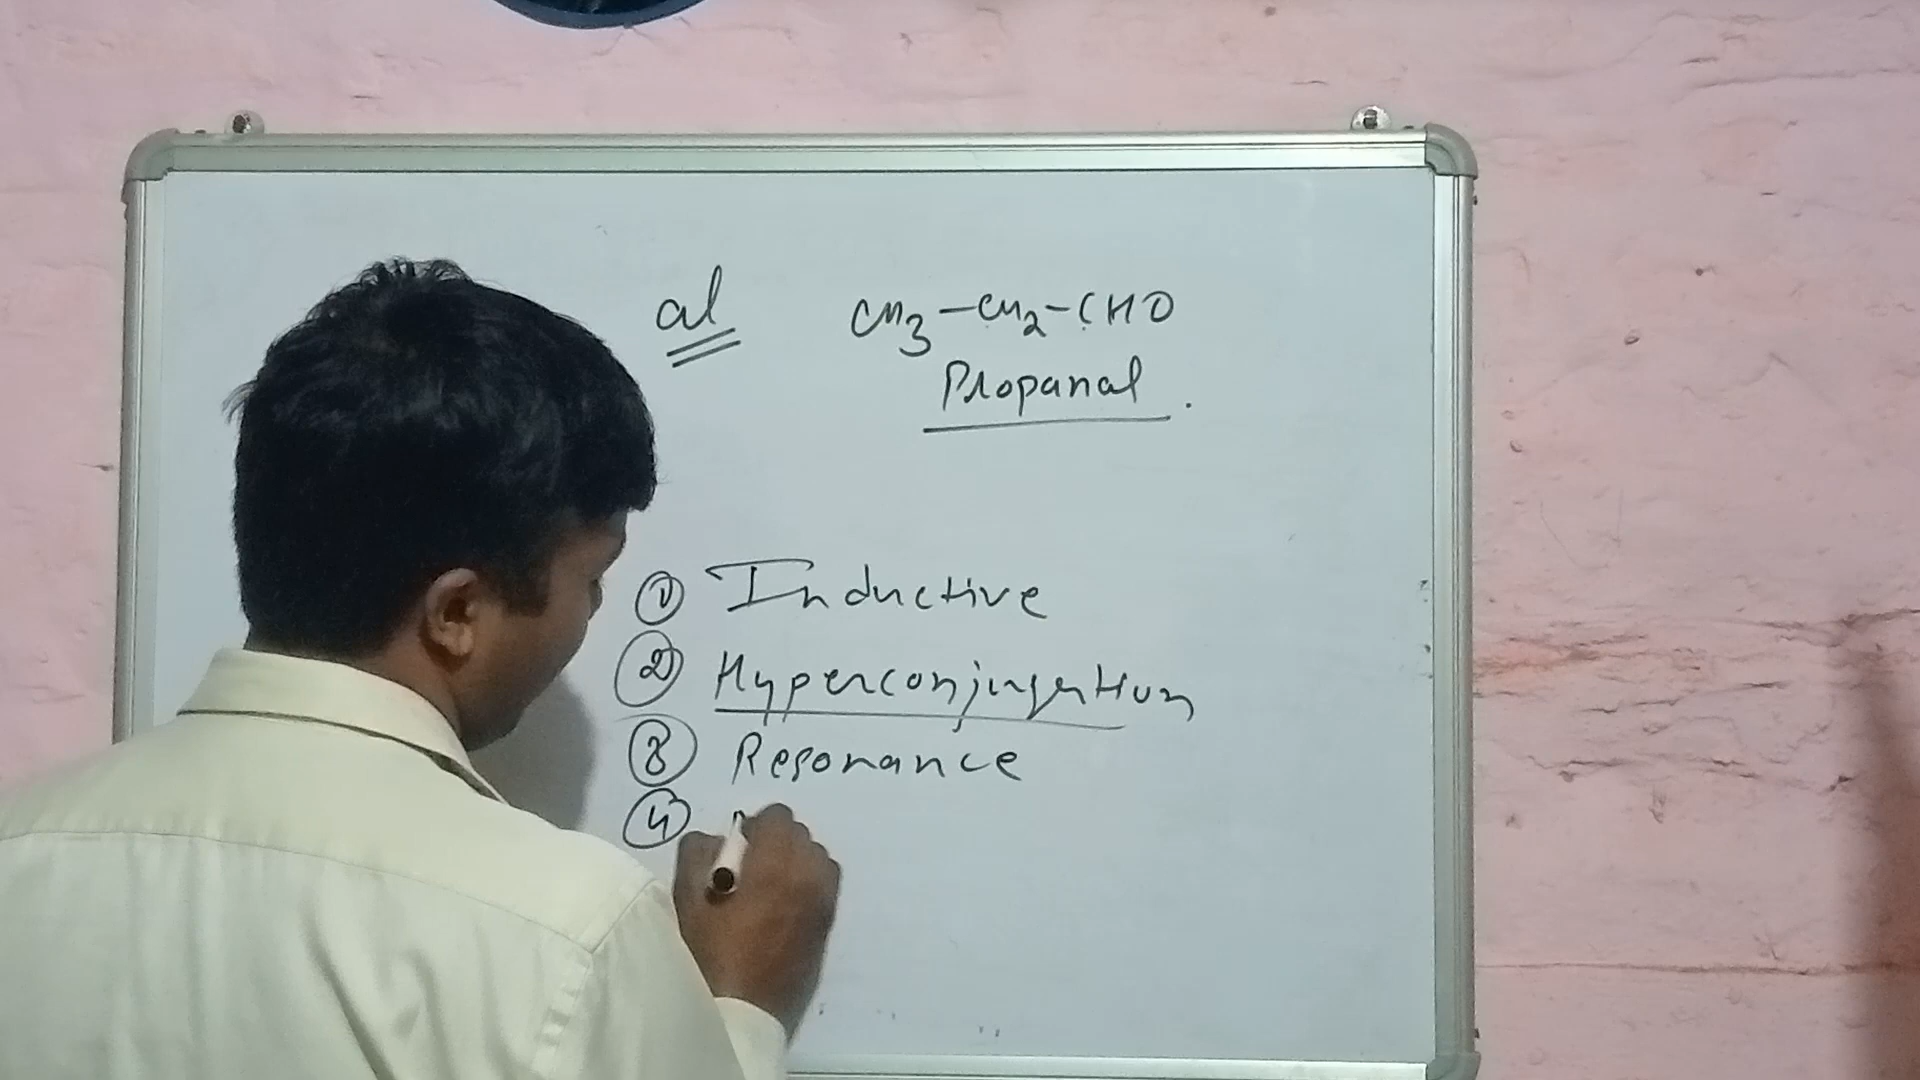 al CH3-CH2-CHO
Propanal.
① Inductive
② Hyperconjugation
③ Resonance
④